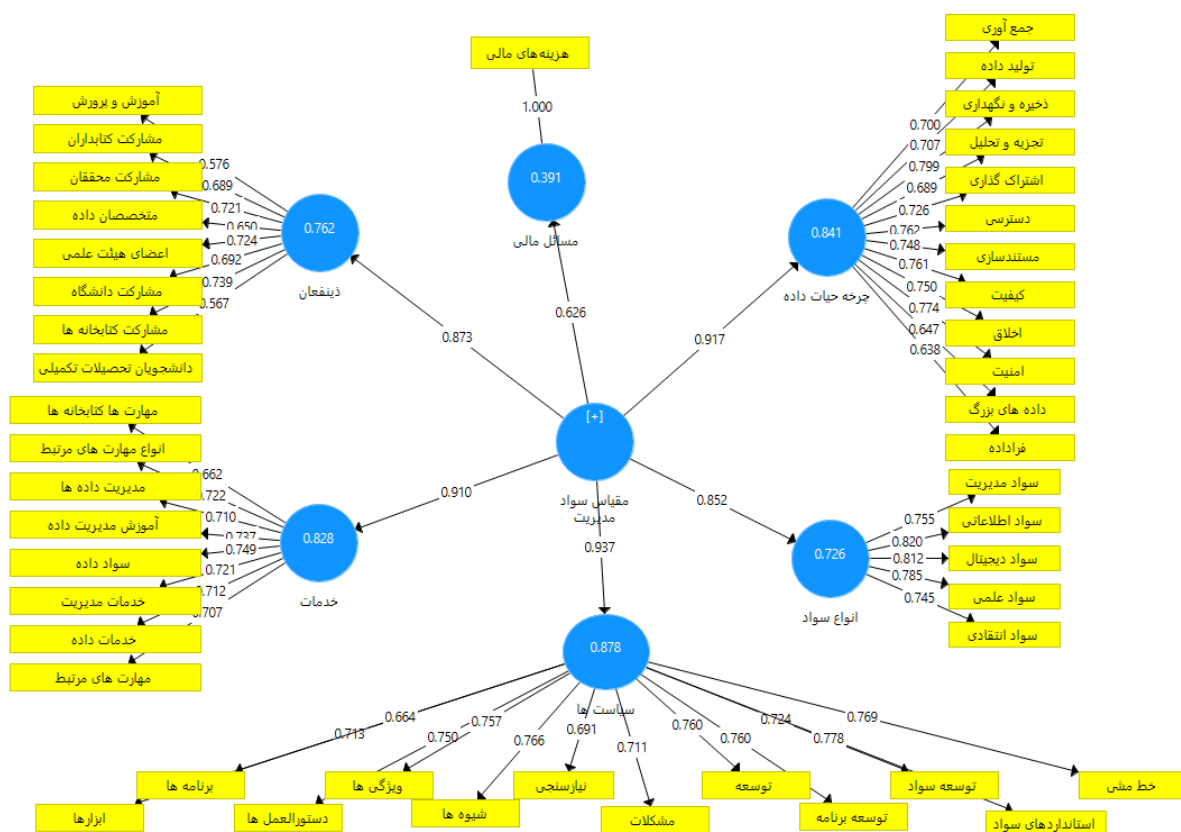 هزینه‌های مالی
1.000
0.391
مسائل مالی
0.626
جمع آوری
تولید داده
ذخیره و نگهداری
تجزیه و تحلیل
اشتراک گذاری
دسترسی
مستندسازی
کیفیت
اخلاق
امنیت
داده های بزرگ
فراداده
0.700
0.707
0.799
0.689
0.726
0.762
0.748
0.761
0.750
0.774
0.647
0.638
0.841
چرخه حیات داده
0.917
آموزش و پرورش
مشارکت کتابداران
مشارکت محققان
متخصصان داده
اعضای هیئت علمی
مشارکت دانشگاه
مشارکت کتابخانه ها
دانشجویان تحصیلات تکمیلی
0.576
0.689
0.721
0.650
0.724
0.692
0.739
0.567
0.762
ذینفعان
0.873
[+]
مقیاس سواد
مدیریت
مهارت ها کتابخانه ها
انواع مهارت های مرتبط
مدیریت داده ها
آموزش مدیریت داده
سواد داده
خدمات مدیریت
خدمات داده
مهارت های مرتبط
0.662
0.722
0.710
0.737
0.749
0.721
0.712
0.707
0.828
خدمات
0.910
0.852
0.726
انواع سواد
0.755
0.820
0.812
0.785
0.745
سواد مدیریت
سواد اطلاعاتی
سواد دیجیتال
سواد علمی
سواد انتقادی
0.937
0.878
سیاست ها
0.713
0.664
0.750
0.757
0.766
0.691
0.711
0.760
0.760
0.724
0.778
0.769
برنامه ها
ویژگی ها
نیازسنجی
توسعه
توسعه سواد
خط مشی
ابزارها
دستورالعمل ها
شیوه ها
مشکلات
توسعه برنامه
استانداردهای سواد